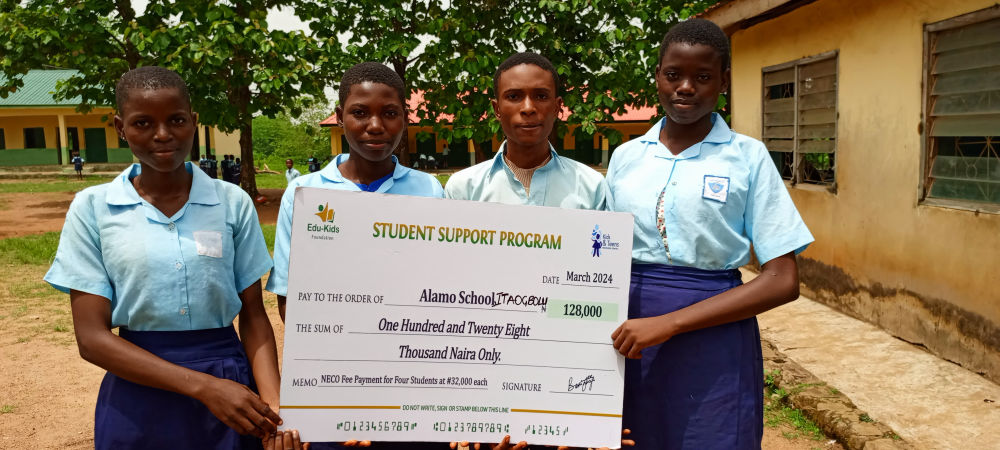 Edu-Kids
Foundation
STUDENT SUPPORT PROGRAM
Kids
& Teens
DATE March 2024
PAY TO THE ORDER OF Alamo School, ITAOGBOLU N 128,000
THE SUM OF One Hundred and Twenty Eight
Thousand Naira Only.
MEMO NECO Fee Payment for Four Students at ₦32,000 each SIGNATURE
DO NOT WRITE, SIGN OR STAMP BELOW THIS LINE
⑈0123456789⑈ ⑆0123789789⑆ ⑈12345⑈